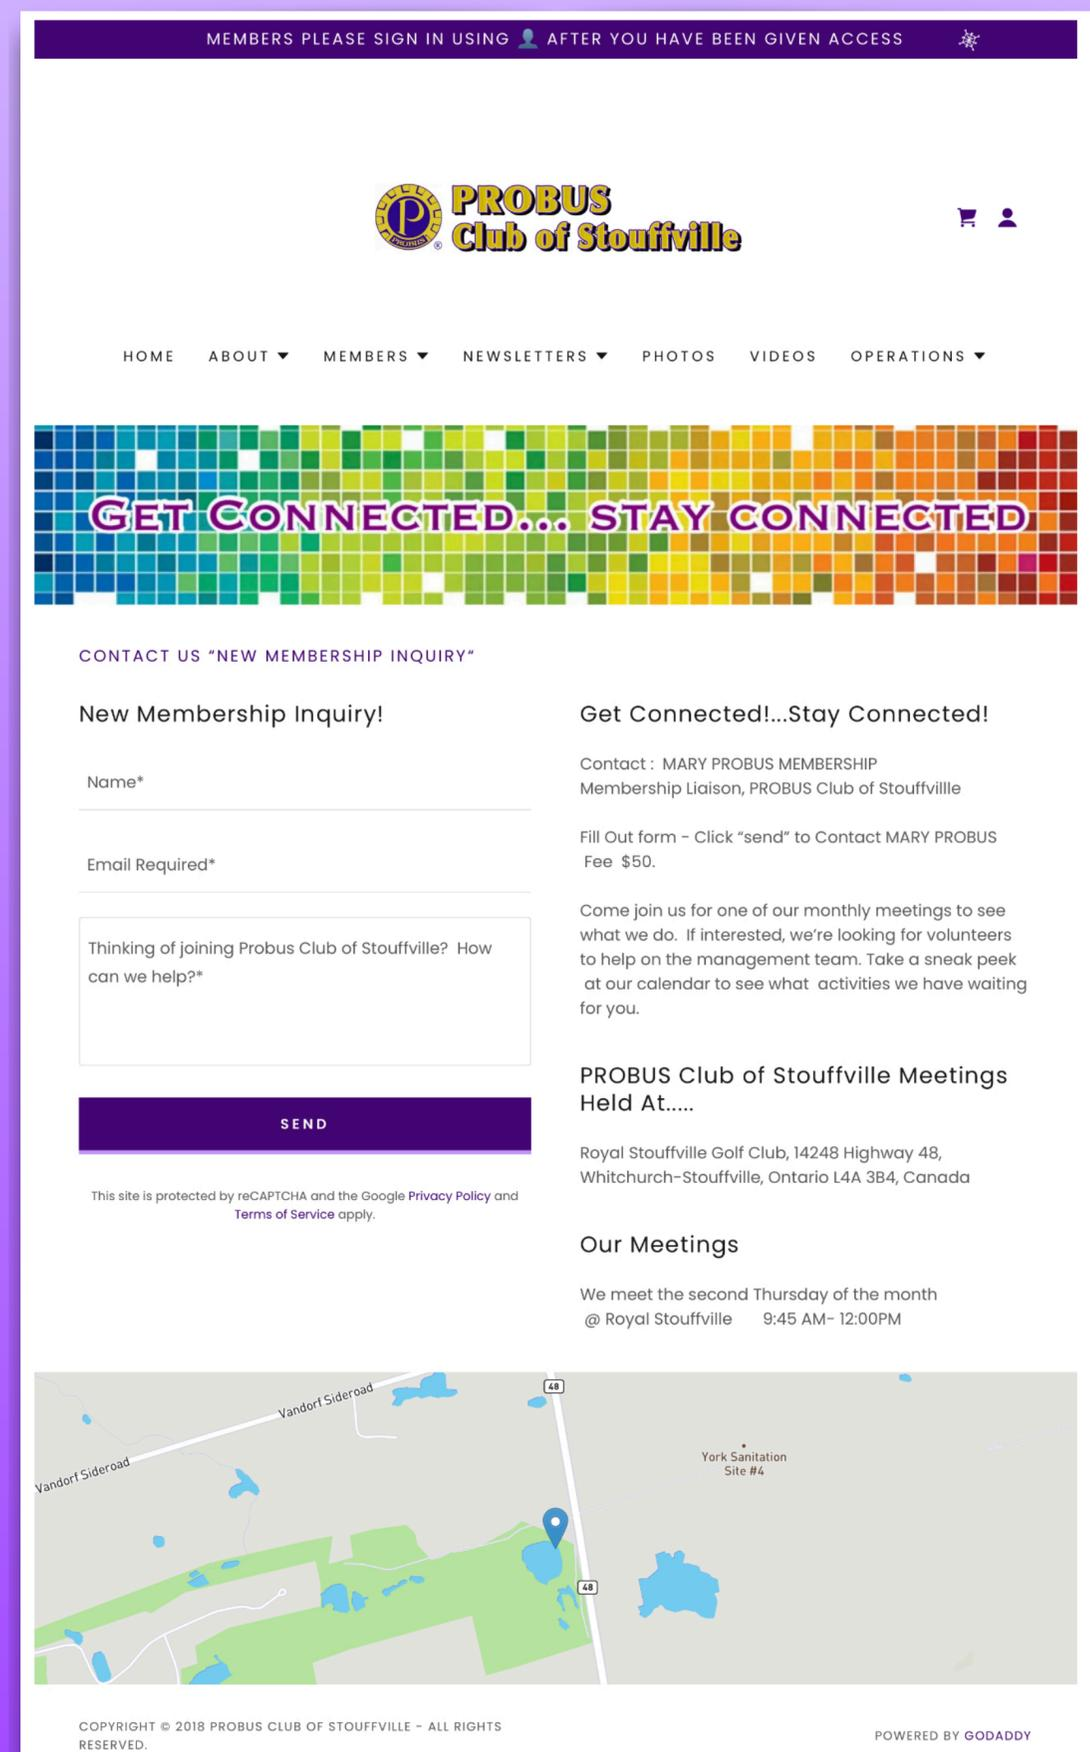 MEMBERS PLEASE SIGN IN USING 👤 AFTER YOU HAVE BEEN GIVEN ACCESS
P
PROBUS
®
PROBUS
Club of Stouffville
HOME ABOUT MEMBERS NEWSLETTERS PHOTOS VIDEOS OPERATIONS
GET CONNECTED... STAY CONNECTED
CONTACT US “NEW MEMBERSHIP INQUIRY“
New Membership Inquiry!
Name*
Email Required*
Thinking of joining Probus Club of Stouffville? How
can we help?*
SEND
This site is protected by reCAPTCHA and the Google Privacy Policy and
Terms of Service apply.
Get Connected!...Stay Connected!
Contact : MARY PROBUS MEMBERSHIP
Membership Liaison, PROBUS Club of Stouffvillle
Fill Out form - Click “send” to Contact MARY PROBUS
Fee $50.
Come join us for one of our monthly meetings to see
what we do. If interested, we’re looking for volunteers
to help on the management team. Take a sneak peek
at our calendar to see what activities we have waiting
for you.
PROBUS Club of Stouffville Meetings
Held At.....
Royal Stouffville Golf Club, 14248 Highway 48,
Whitchurch-Stouffville, Ontario L4A 3B4, Canada
Our Meetings
We meet the second Thursday of the month
@ Royal Stouffville 9:45 AM- 12:00PM
Vandorf Sideroad
48
Vandorf Sideroad
York Sanitation
Site #4
48
COPYRIGHT © 2018 PROBUS CLUB OF STOUFFVILLE - ALL RIGHTS
RESERVED.
POWERED BY GODADDY